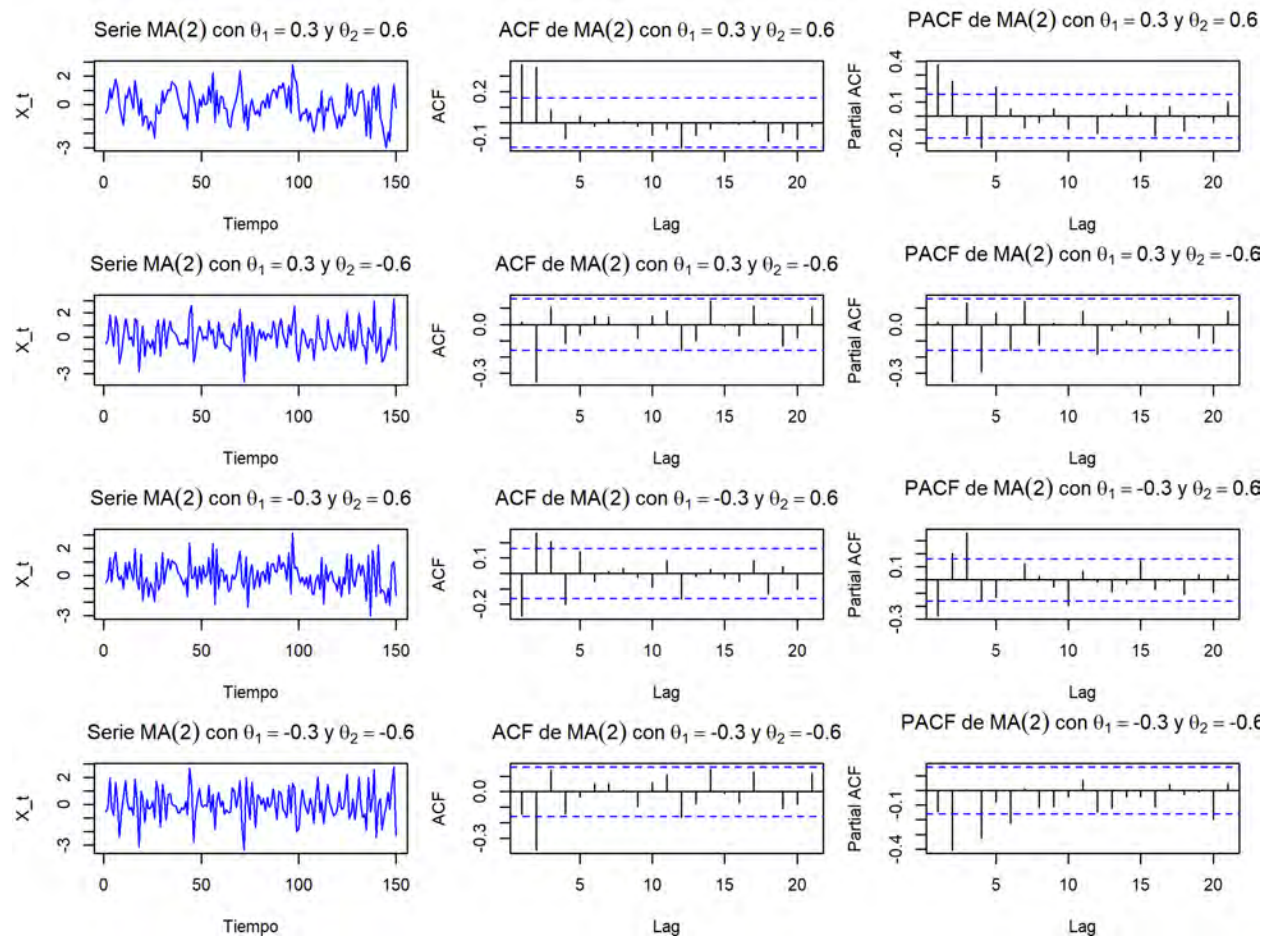 Serie MA(2) con θ₁ = 0.3 y θ₂ = 0.6
X_t
2
0
-3
0 50 100 150
Tiempo
ACF de MA(2) con θ₁ = 0.3 y θ₂ = 0.6
ACF
0.2
-0.1
5 10 15 20
Lag
PACF de MA(2) con θ₁ = 0.3 y θ₂ = 0.6
Partial ACF
0.4
0.1
-0.2
5 10 15 20
Lag
Serie MA(2) con θ₁ = 0.3 y θ₂ = -0.6
X_t
2
0
-3
0 50 100 150
Tiempo
ACF de MA(2) con θ₁ = 0.3 y θ₂ = -0.6
ACF
0.0
-0.3
5 10 15 20
Lag
PACF de MA(2) con θ₁ = 0.3 y θ₂ = -0.6
Partial ACF
0.0
-0.3
5 10 15 20
Lag
Serie MA(2) con θ₁ = -0.3 y θ₂ = 0.6
X_t
2
0
-3
0 50 100 150
Tiempo
ACF de MA(2) con θ₁ = -0.3 y θ₂ = 0.6
ACF
0.1
-0.2
5 10 15 20
Lag
PACF de MA(2) con θ₁ = -0.3 y θ₂ = 0.6
Partial ACF
0.1
-0.3
5 10 15 20
Lag
Serie MA(2) con θ₁ = -0.3 y θ₂ = -0.6
X_t
2
0
-3
0 50 100 150
Tiempo
ACF de MA(2) con θ₁ = -0.3 y θ₂ = -0.6
ACF
0.0
-0.3
5 10 15 20
Lag
PACF de MA(2) con θ₁ = -0.3 y θ₂ = -0.6
Partial ACF
-0.1
-0.4
5 10 15 20
Lag